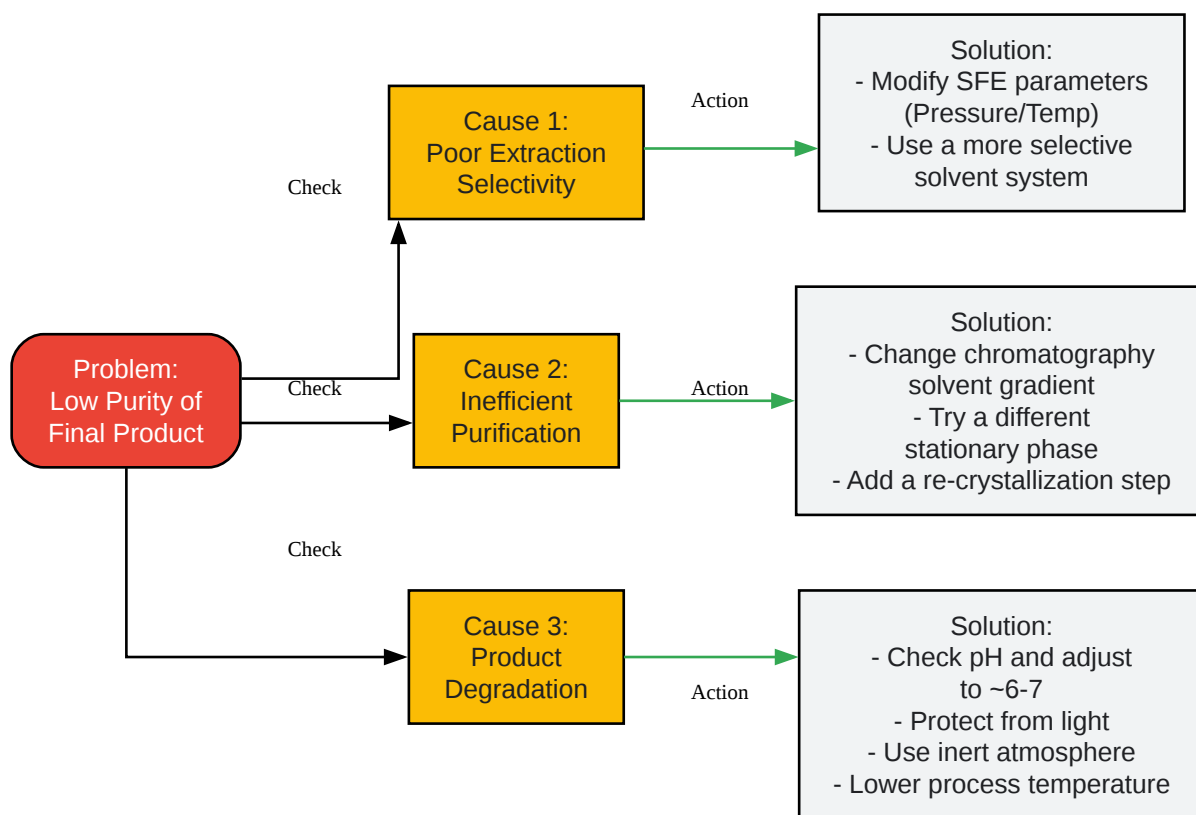 Problem:
Low Purity of
Final Product
Check
Cause 1:
Poor Extraction
Selectivity
Action
Solution:
- Modify SFE parameters
(Pressure/Temp)
- Use a more selective
solvent system
Check
Cause 2:
Inefficient
Purification
Action
Solution:
- Change chromatography
solvent gradient
- Try a different
stationary phase
- Add a re-crystallization step
Check
Cause 3:
Product
Degradation
Action
Solution:
- Check pH and adjust
to ~6-7
- Protect from light
- Use inert atmosphere
- Lower process temperature